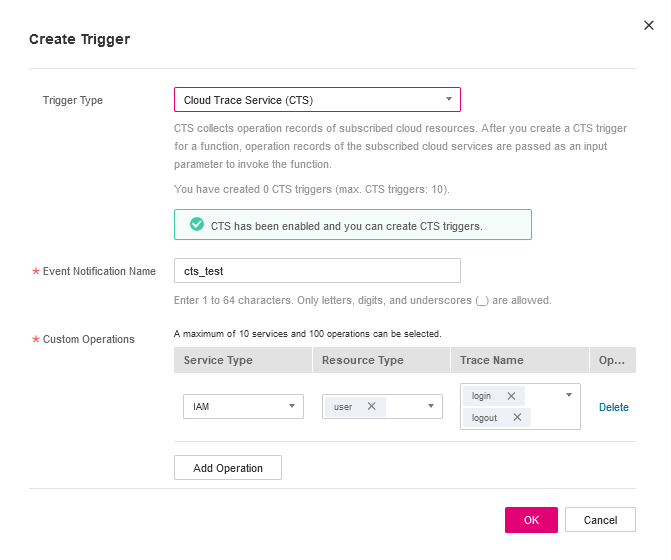 Create Trigger
Trigger Type
Cloud Trace Service (CTS)
CTS collects operation records of subscribed cloud resources. After you create a CTS trigger
for a function, operation records of the subscribed cloud services are passed as an input
parameter to invoke the function.
You have created 0 CTS triggers (max. CTS triggers: 10).
CTS has been enabled and you can create CTS triggers.
* Event Notification Name
cts_test
Enter 1 to 64 characters. Only letters, digits, and underscores (_) are allowed.
* Custom Operations
A maximum of 10 services and 100 operations can be selected.
Service Type Resource Type Trace Name Op...
IAM user login Delete
logout
Add Operation
OK Cancel